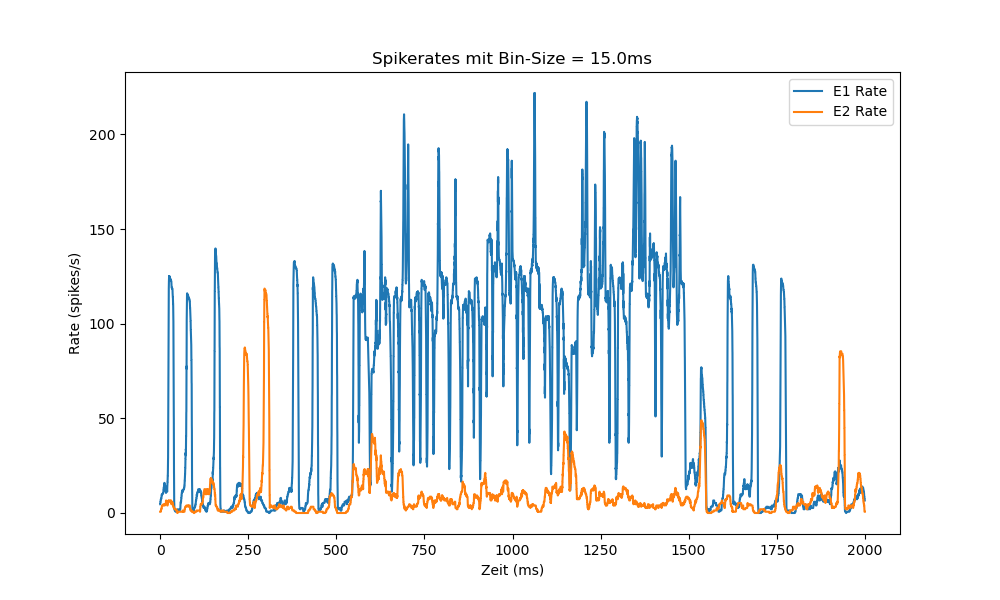 Spikerates mit Bin-Size = 15.0ms
E1 Rate
E2 Rate
Rate (spikes/s)
200
150
100
50
0
0 250 500 750 1000 1250 1500 1750 2000
Zeit (ms)